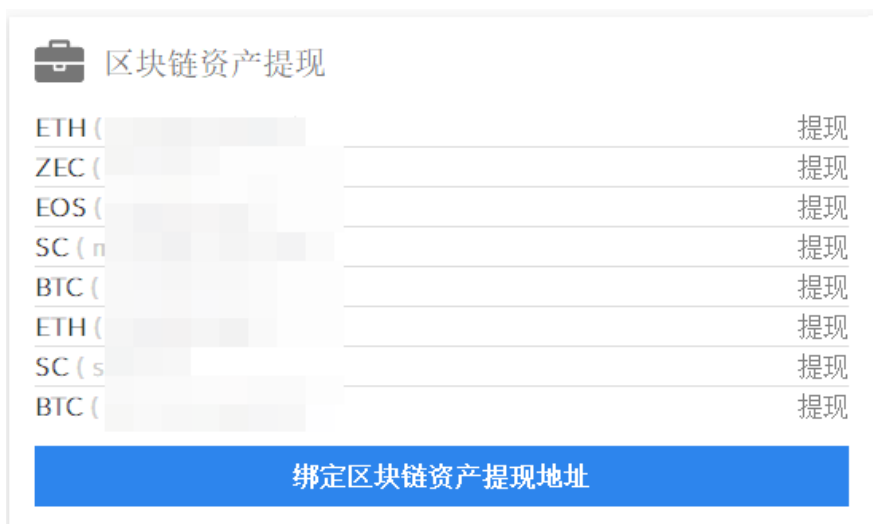 区块链资产提现
ETH ( 提现
ZEC ( 提现
EOS ( 提现
SC ( 提现
BTC ( 提现
ETH ( 提现
SC ( s 提现
BTC ( 提现
绑定区块链资产提现地址